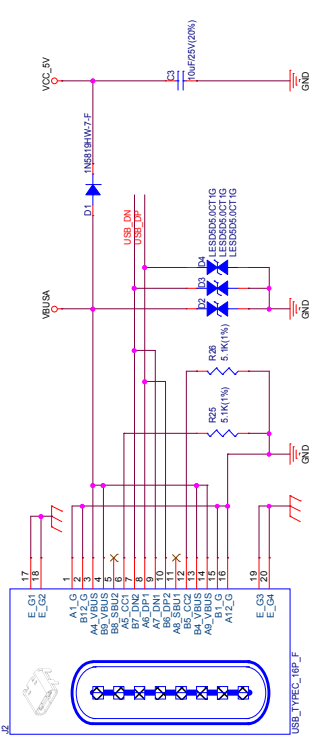 VCC_5V
C3
10uF/25V(20%)
GND
1N5819HW-7-F
D1
USB_DN
USB_DP
VBUSA
D4
D3
D2
LESD5D5.0CT1G
LESD5D5.0CT1G
LESD5D5.0CT1G
GND
R26
5.1K(1%)
R25
5.1K(1%)
GND
J2
17 E_G1
18 E_G2
1 A1_G
2 B12_G
3 A4_VBUS
4 B9_VBUS
5 B8_SBU2
6 A5_CC1
7 B7_DN2
8 A6_DP1
9 A7_DN1
10 B6_DP2
11 A8_SBU1
12 B5_CC2
13 B4_VBUS
14 A9_VBUS
15 B1_G
16 A12_G
19 E_G3
20 E_G4
USB_TYPEC_16P_F